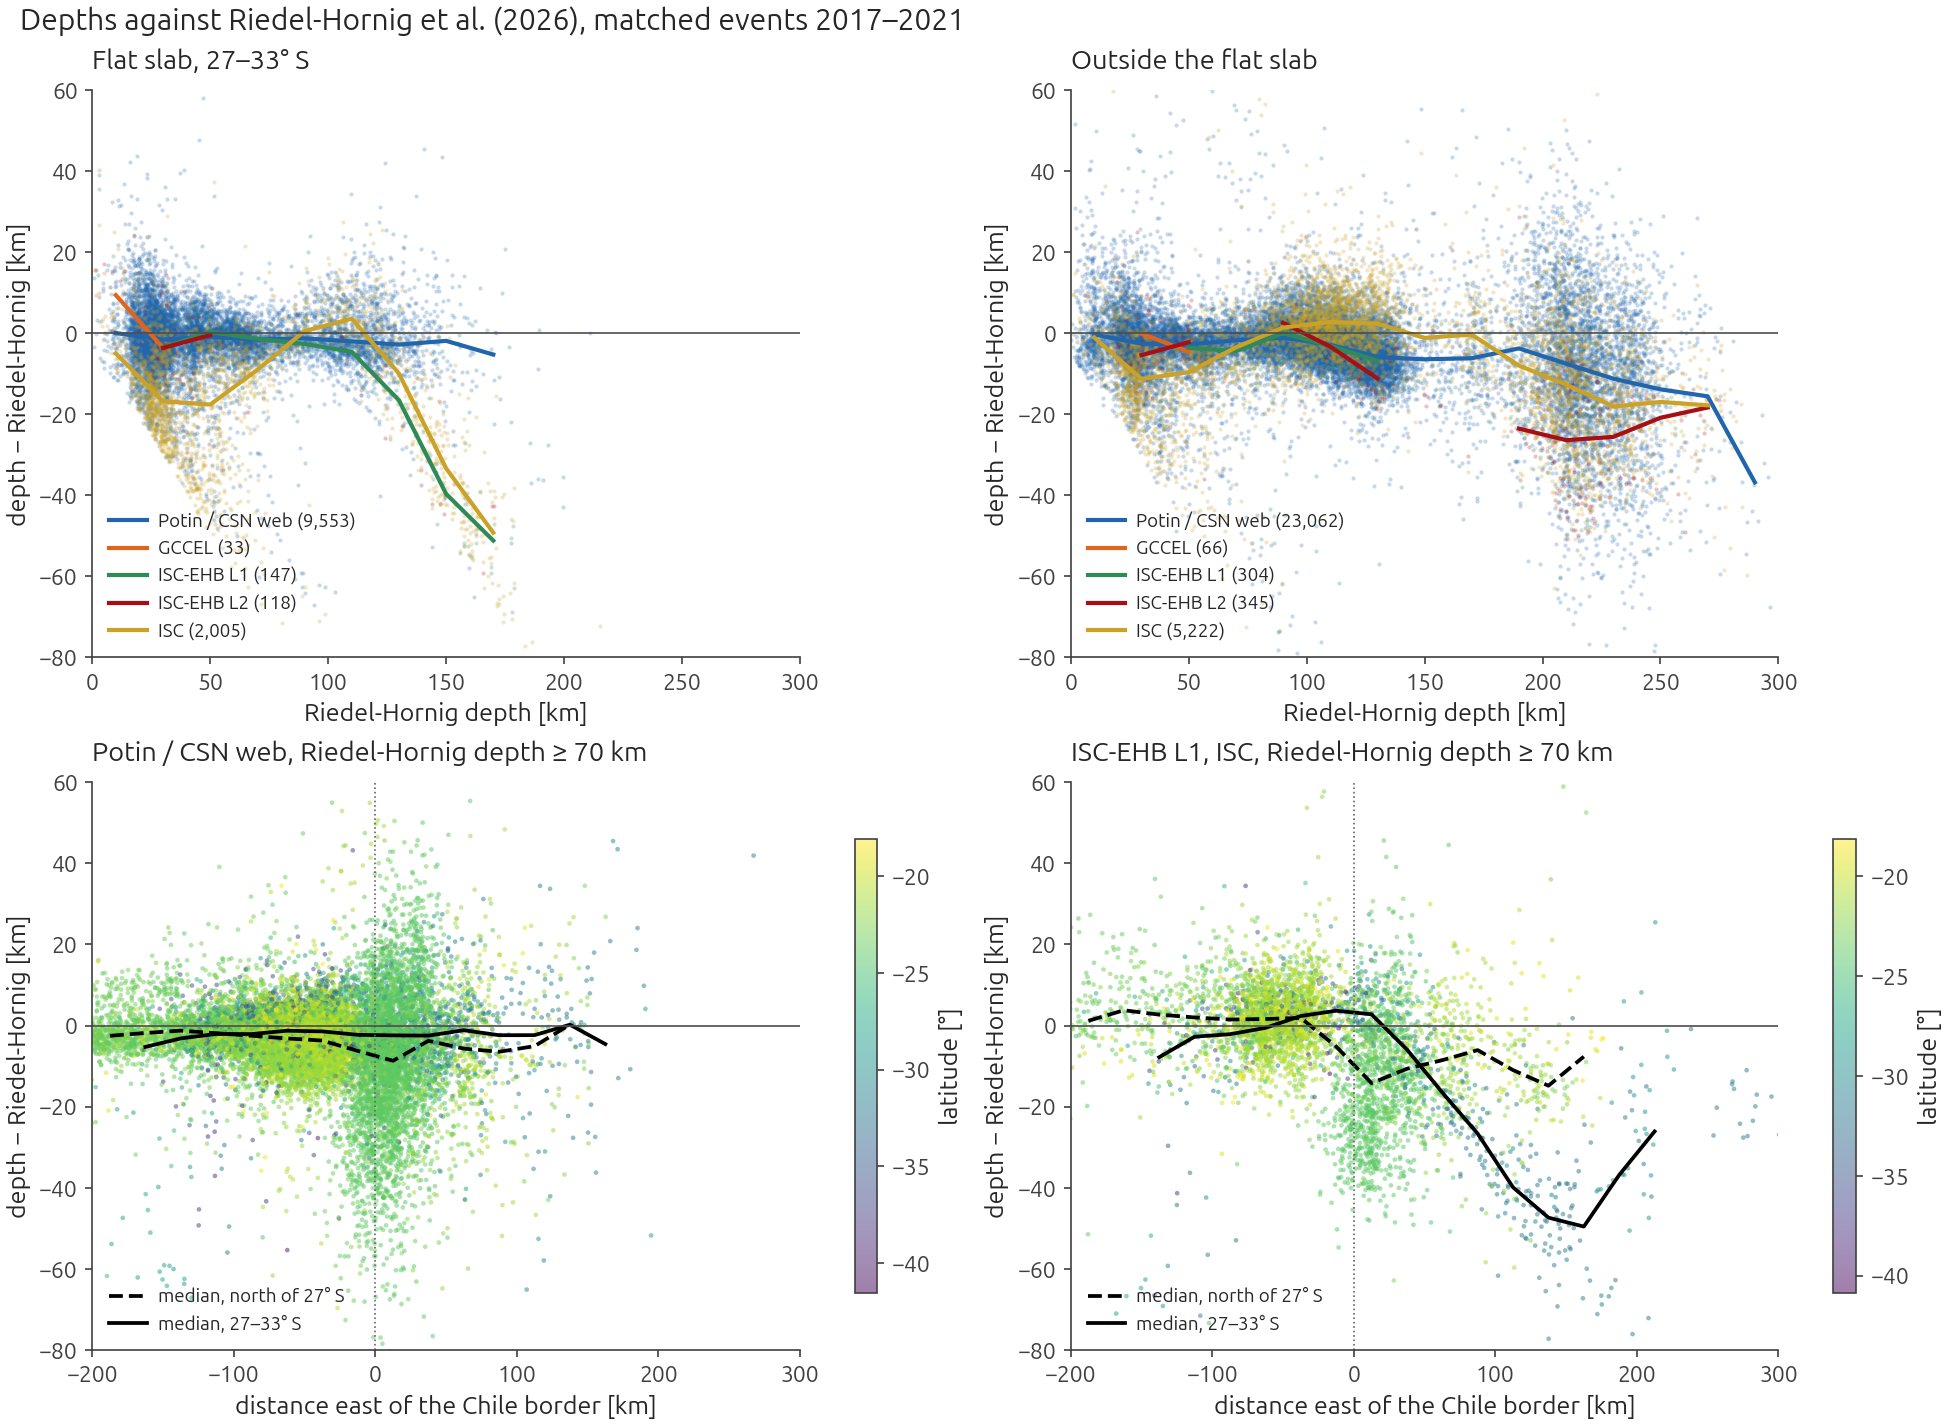 Depths against Riedel-Hornig et al. (2026), matched events 2017–2021
Flat slab, 27–33° S
60
40
20
0
−20
−40
−60
−80
depth − Riedel-Hornig [km]
Potin / CSN web (9,553)
GCCEL (33)
ISC-EHB L1 (147)
ISC-EHB L2 (118)
ISC (2,005)
0 50 100 150 200 250 300
Riedel-Hornig depth [km]
Outside the flat slab
60
40
20
0
−20
−40
−60
−80
depth − Riedel-Hornig [km]
Potin / CSN web (23,062)
GCCEL (66)
ISC-EHB L1 (304)
ISC-EHB L2 (345)
ISC (5,222)
0 50 100 150 200 250 300
Riedel-Hornig depth [km]
Potin / CSN web, Riedel-Hornig depth ≥ 70 km
60
40
20
0
−20
−40
−60
−80
depth − Riedel-Hornig [km]
median, north of 27° S
median, 27–33° S
−200 −100 0 100 200 300
distance east of the Chile border [km]
−20
−25
−30
−35
−40
latitude [°]
ISC-EHB L1, ISC, Riedel-Hornig depth ≥ 70 km
60
40
20
0
−20
−40
−60
−80
depth − Riedel-Hornig [km]
median, north of 27° S
median, 27–33° S
−200 −100 0 100 200 300
distance east of the Chile border [km]
−20
−25
−30
−35
−40
latitude [°]